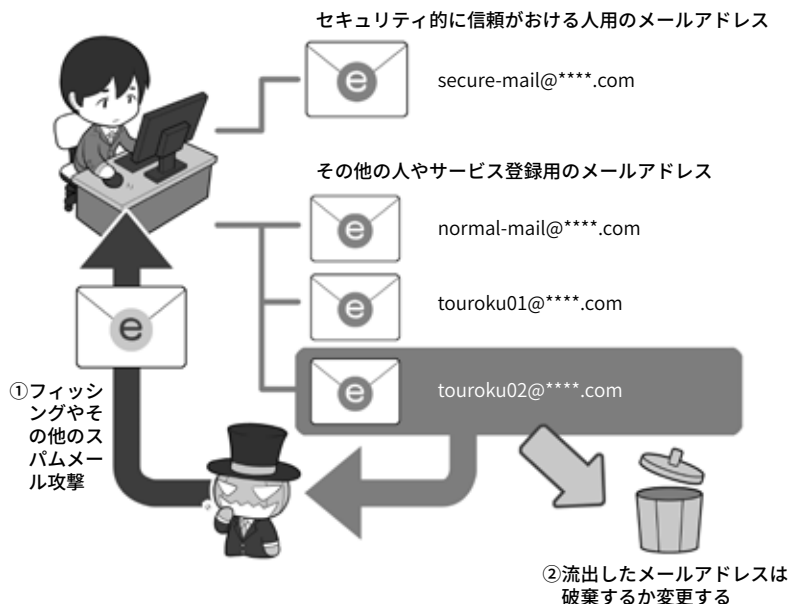 セキュリティ的に信頼がおける人用のメールアドレス
e
secure-mail@****.com
その他の人やサービス登録用のメールアドレス
e
normal-mail@****.com
e
touroku01@****.com
e
e
touroku02@****.com
①フィッシ
ングやそ
の他のス
パムメー
ル攻撃
②流出したメールアドレスは
破棄するか変更する